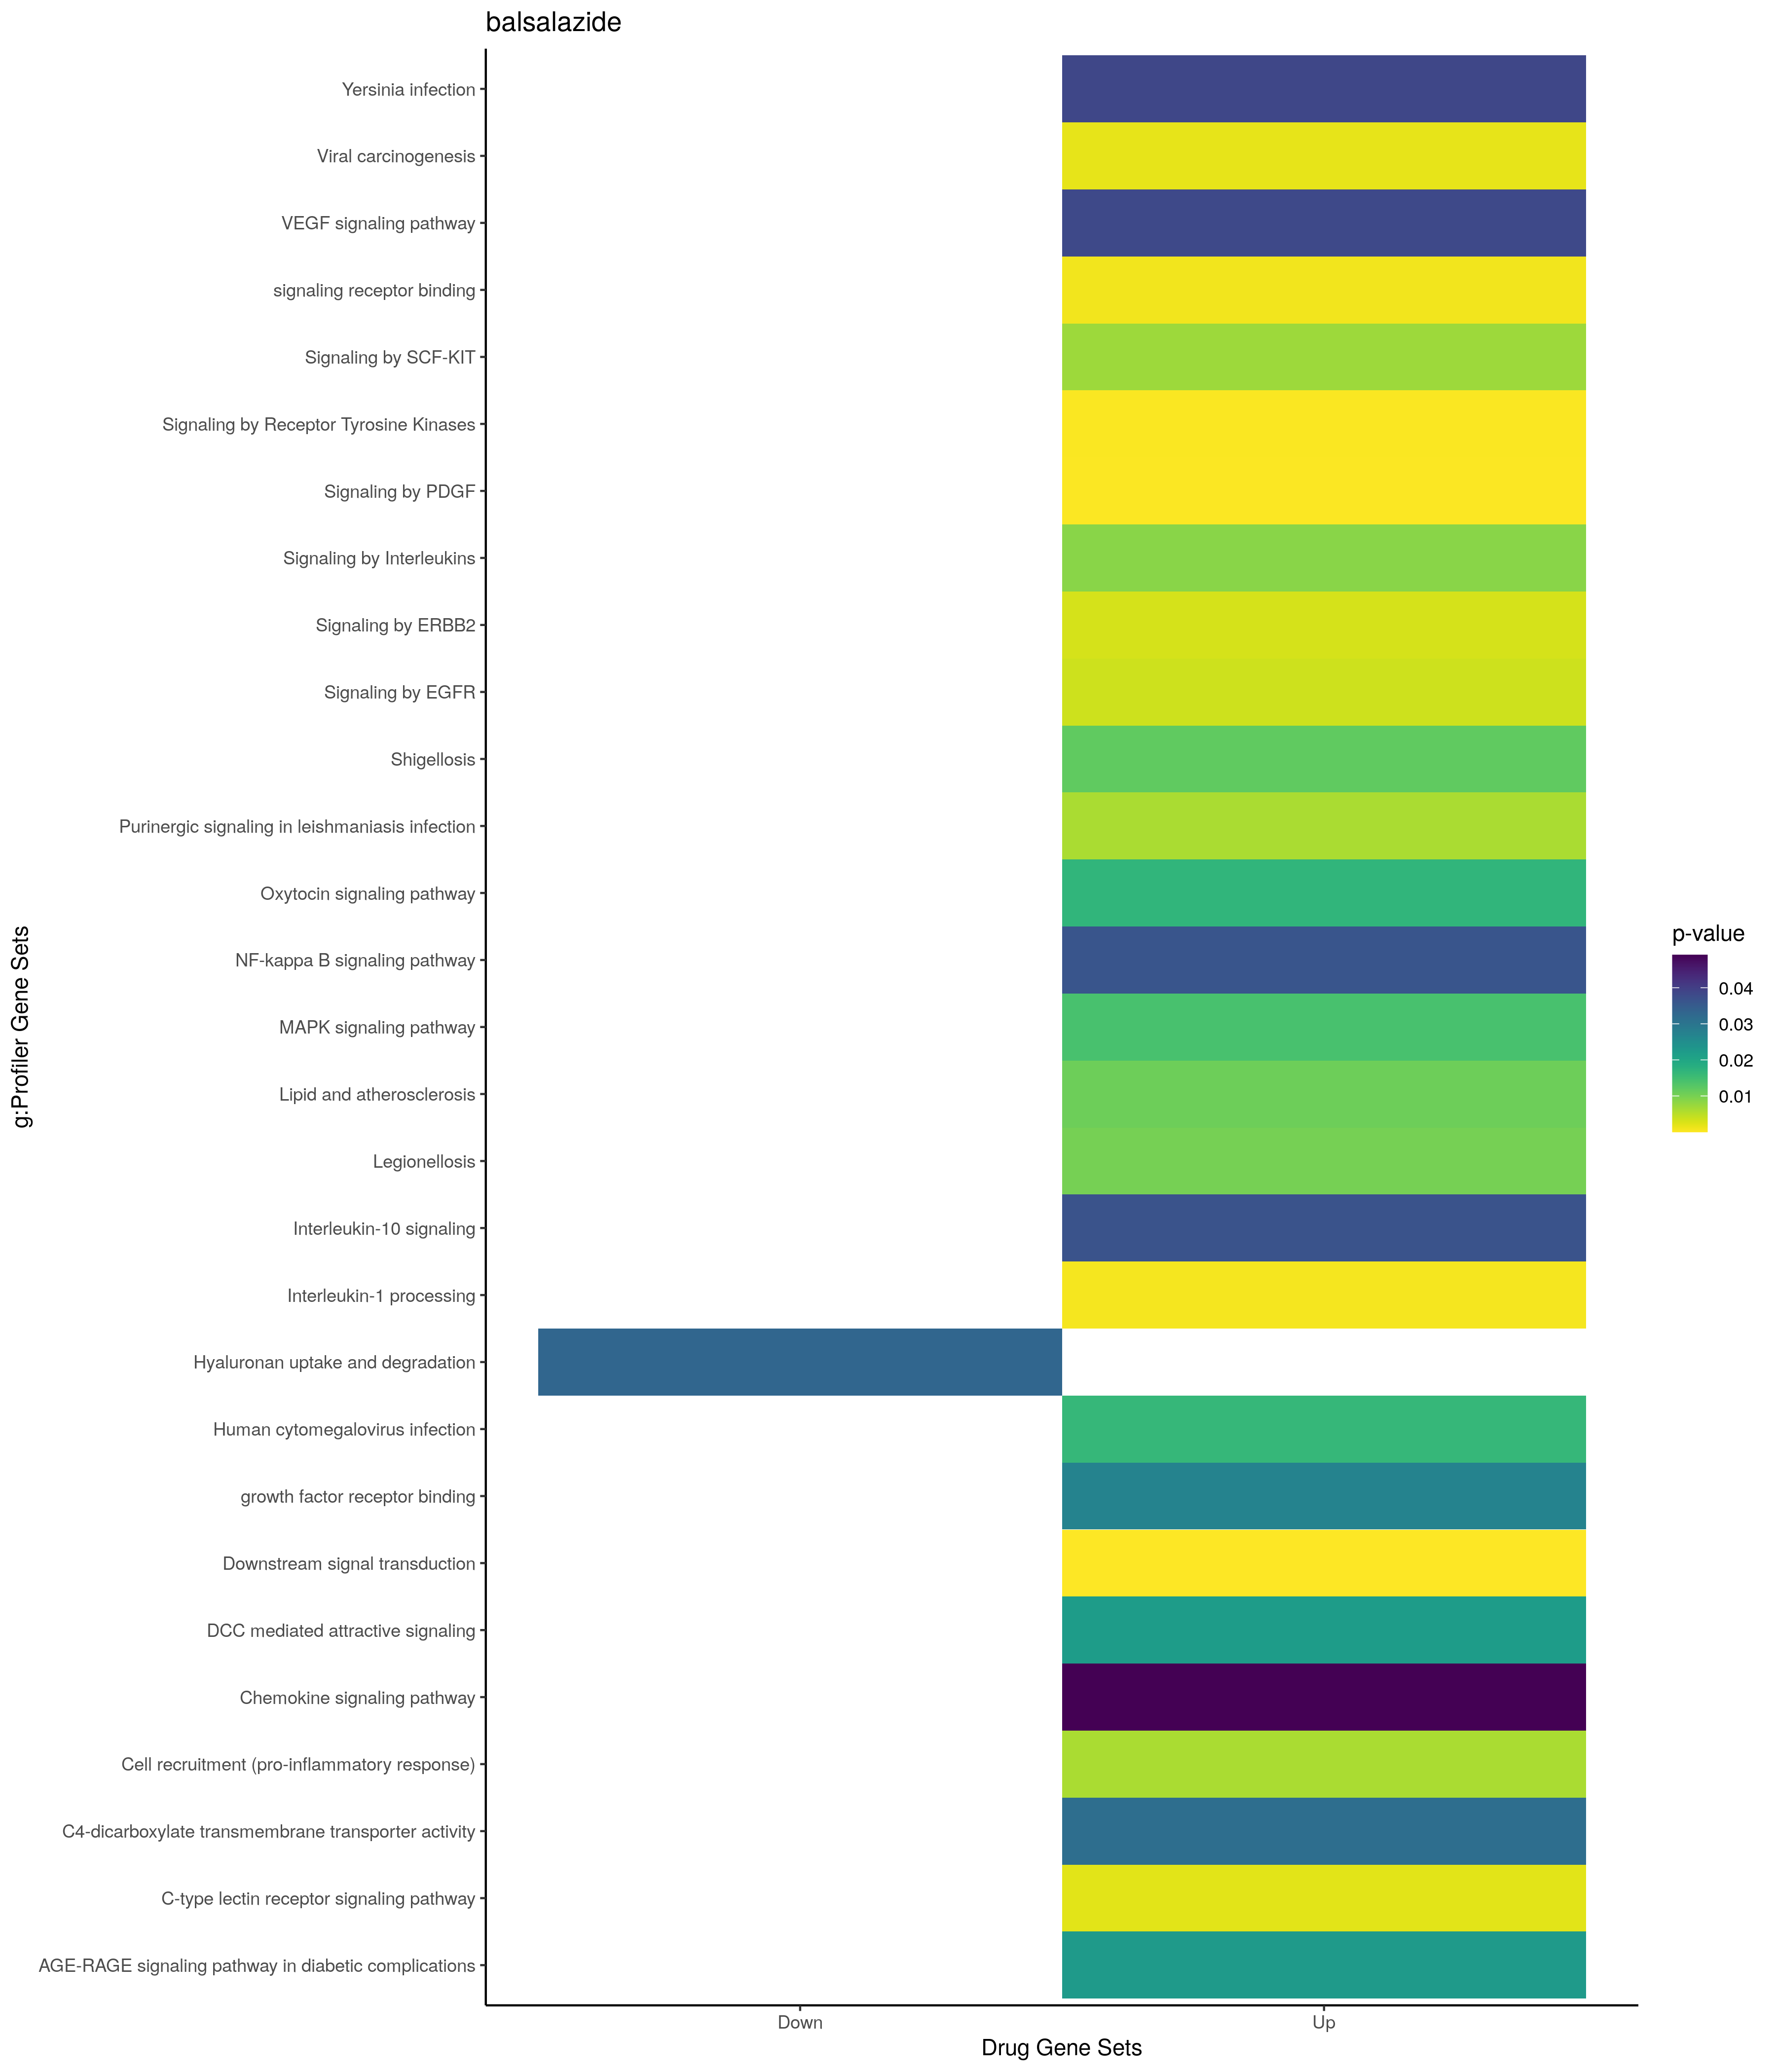 balsalazide
Yersinia infection
Viral carcinogenesis
VEGF signaling pathway
signaling receptor binding
Signaling by SCF-KIT
Signaling by Receptor Tyrosine Kinases
Signaling by PDGF
Signaling by Interleukins
Signaling by ERBB2
Signaling by EGFR
Shigellosis
Purinergic signaling in leishmaniasis infection
Oxytocin signaling pathway
NF-kappa B signaling pathway
MAPK signaling pathway
Lipid and atherosclerosis
Legionellosis
Interleukin-10 signaling
Interleukin-1 processing
Hyaluronan uptake and degradation
Human cytomegalovirus infection
growth factor receptor binding
Downstream signal transduction
DCC mediated attractive signaling
Chemokine signaling pathway
Cell recruitment (pro-inflammatory response)
C4-dicarboxylate transmembrane transporter activity
C-type lectin receptor signaling pathway
AGE-RAGE signaling pathway in diabetic complications
g:Profiler Gene Sets
Down
Up
Drug Gene Sets
p-value
0.04
0.03
0.02
0.01